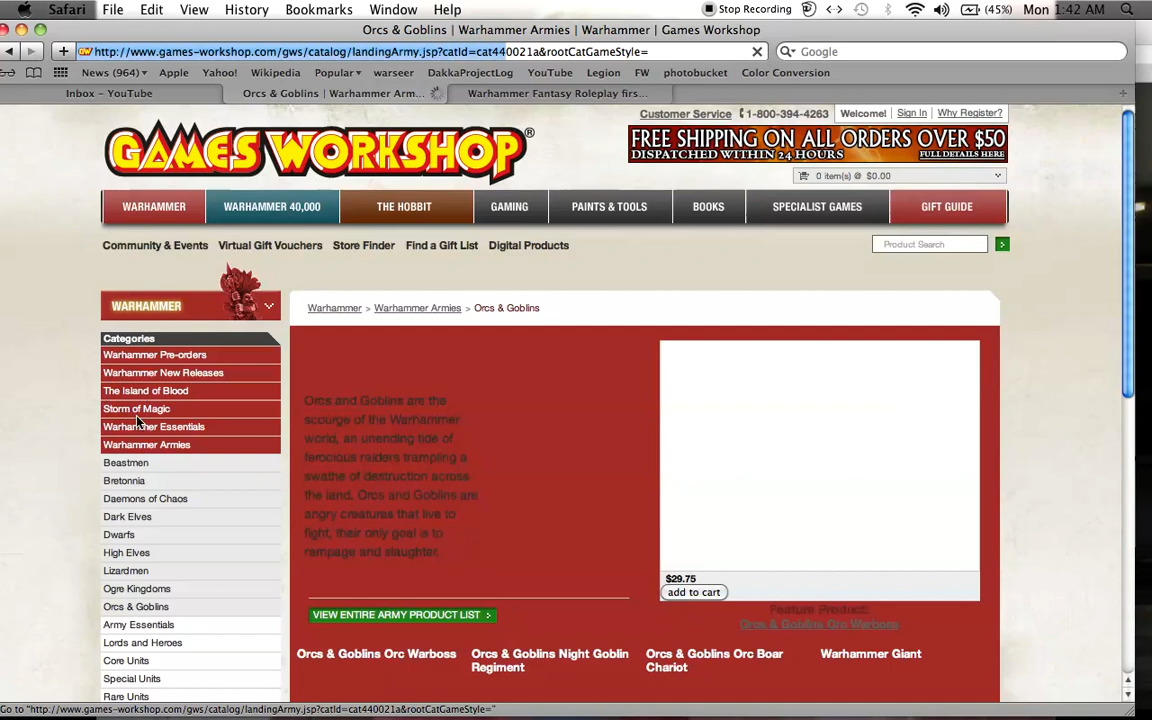 Safari File Edit View History Bookmarks Window Help Stop Recording (45%) Mon 1:42 AM
Orcs & Goblins | Warhammer Armies | Warhammer | Games Workshop
http://www.games-workshop.com/gws/catalog/landingArmy.jsp?catId=cat440021a&rootCatGameStyle= Google
News (964) Apple Yahoo! Wikipedia Popular warseer DakkaProjectLog YouTube Legion FW photobucket Color Conversion
Inbox - YouTube Orcs & Goblins | Warhammer Arm... Warhammer Fantasy Roleplay firs...
Customer Service 1-800-394-4263 Welcome! Sign In Why Register?
GAMES WORKSHOP®
FREE SHIPPING ON ALL ORDERS OVER $50
DISPATCHED WITHIN 24 HOURS FULL DETAILS HERE
0 item(s) @ $0.00
WARHAMMER WARHAMMER 40,000 THE HOBBIT GAMING PAINTS & TOOLS BOOKS SPECIALIST GAMES GIFT GUIDE
Community & Events Virtual Gift Vouchers Store Finder Find a Gift List Digital Products Product Search
WARHAMMER
Categories
Warhammer Pre-orders
Warhammer New Releases
The Island of Blood
Storm of Magic
Warhammer Essentials
Warhammer Armies
Beastmen
Bretonnia
Daemons of Chaos
Dark Elves
Dwarfs
High Elves
Lizardmen
Ogre Kingdoms
Orcs & Goblins
Army Essentials
Lords and Heroes
Core Units
Special Units
Rare Units
Warhammer > Warhammer Armies > Orcs & Goblins
Orcs and Goblins are the
scourge of the Warhammer
world, an unending tide of
ferocious raiders trampling a
swathe of destruction across
the land. Orcs and Goblins are
angry creatures that live to
fight, their only goal is to
rampage and slaughter.
VIEW ENTIRE ARMY PRODUCT LIST >
$29.75
add to cart
Feature Product:
Orcs & Goblins Orc Warboss
Orcs & Goblins Orc Warboss
Orcs & Goblins Night Goblin
Regiment
Orcs & Goblins Orc Boar
Chariot
Warhammer Giant
Go to "http://www.games-workshop.com/gws/catalog/landingArmy.jsp?catId=cat440021a&rootCatGameStyle="